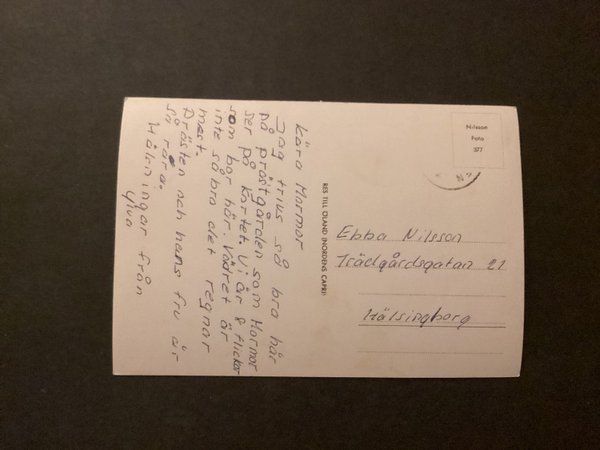 Kära Mormor
Jag trivs så bra här
på prästgården som Mormor
ser på kortet. Vi är 8 flickor
som bor här. Vädret är
inte så bra det regnar
mest.
Prästen och hans fru är
så rara.
Hälsningar från
Ylva
RES TILL ÖLAND (NORDENS CAPRI)
Nilsson
Foto
377
Ebba Nilsson
Trädgårdsgatan 21
Hälsingborg